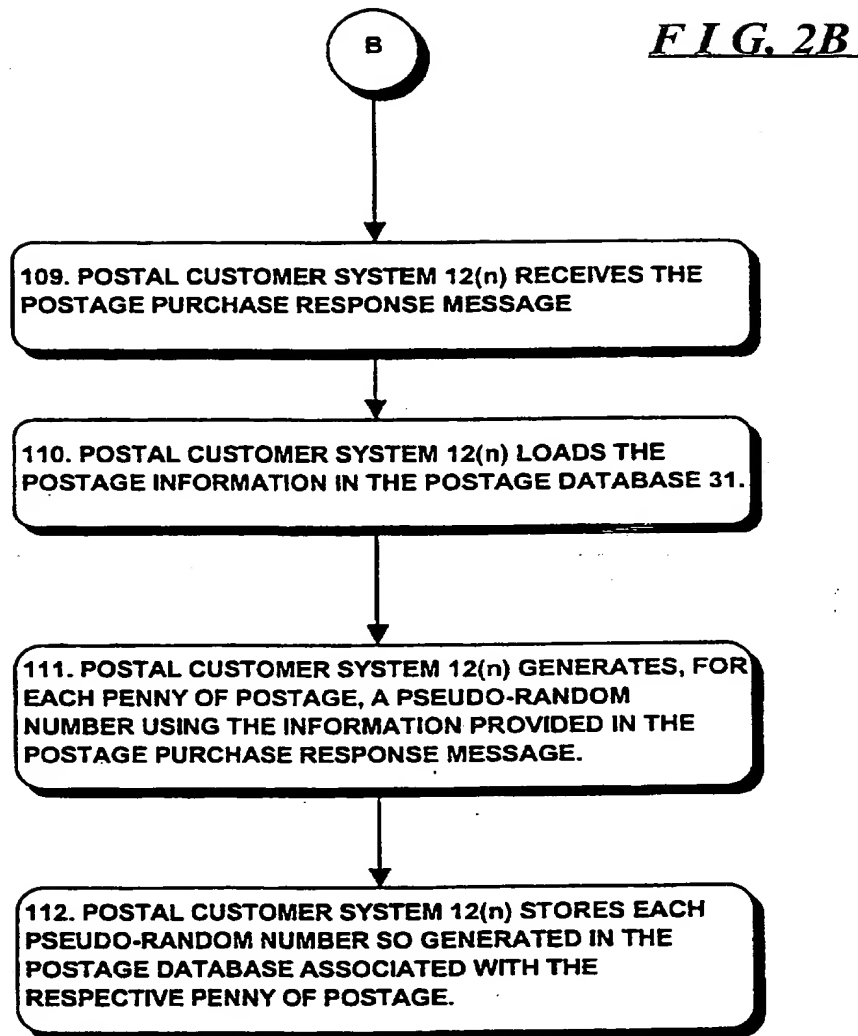 B
F I G. 2B
109. POSTAL CUSTOMER SYSTEM 12(n) RECEIVES THE
POSTAGE PURCHASE RESPONSE MESSAGE
110. POSTAL CUSTOMER SYSTEM 12(n) LOADS THE
POSTAGE INFORMATION IN THE POSTAGE DATABASE 31.
111. POSTAL CUSTOMER SYSTEM 12(n) GENERATES, FOR
EACH PENNY OF POSTAGE, A PSEUDO-RANDOM
NUMBER USING THE INFORMATION PROVIDED IN THE
POSTAGE PURCHASE RESPONSE MESSAGE.
112. POSTAL CUSTOMER SYSTEM 12(n) STORES EACH
PSEUDO-RANDOM NUMBER SO GENERATED IN THE
POSTAGE DATABASE ASSOCIATED WITH THE
RESPECTIVE PENNY OF POSTAGE.